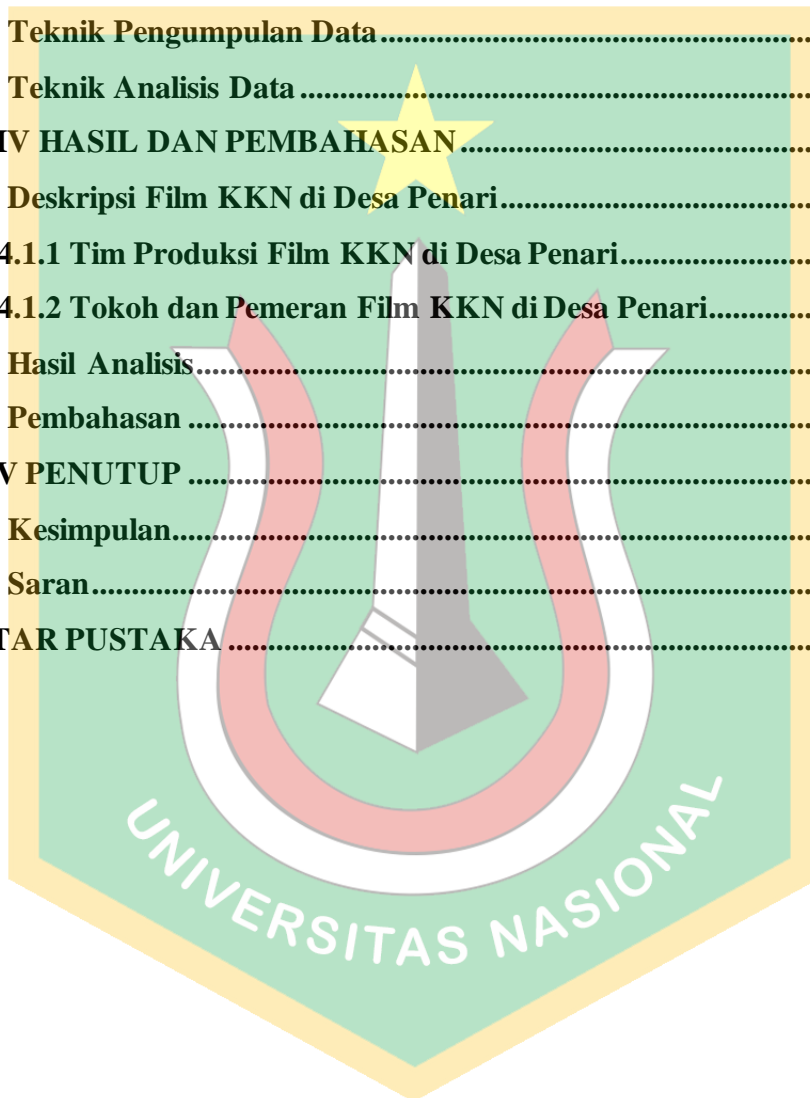 Teknik Pengumpulan Data................................................................
Teknik Analisis Data................................................................
IV HASIL DAN PEMBAHASAN................................................................
Deskripsi Film KKN di Desa Penari................................................................
4.1.1 Tim Produksi Film KKN di Desa Penari................................................................
4.1.2 Tokoh dan Pemeran Film KKN di Desa Penari................................................................
Hasil Analisis................................................................
Pembahasan................................................................
V PENUTUP................................................................
Kesimpulan................................................................
Saran................................................................
TAR PUSTAKA................................................................
UNIVERSITAS NASIONAL